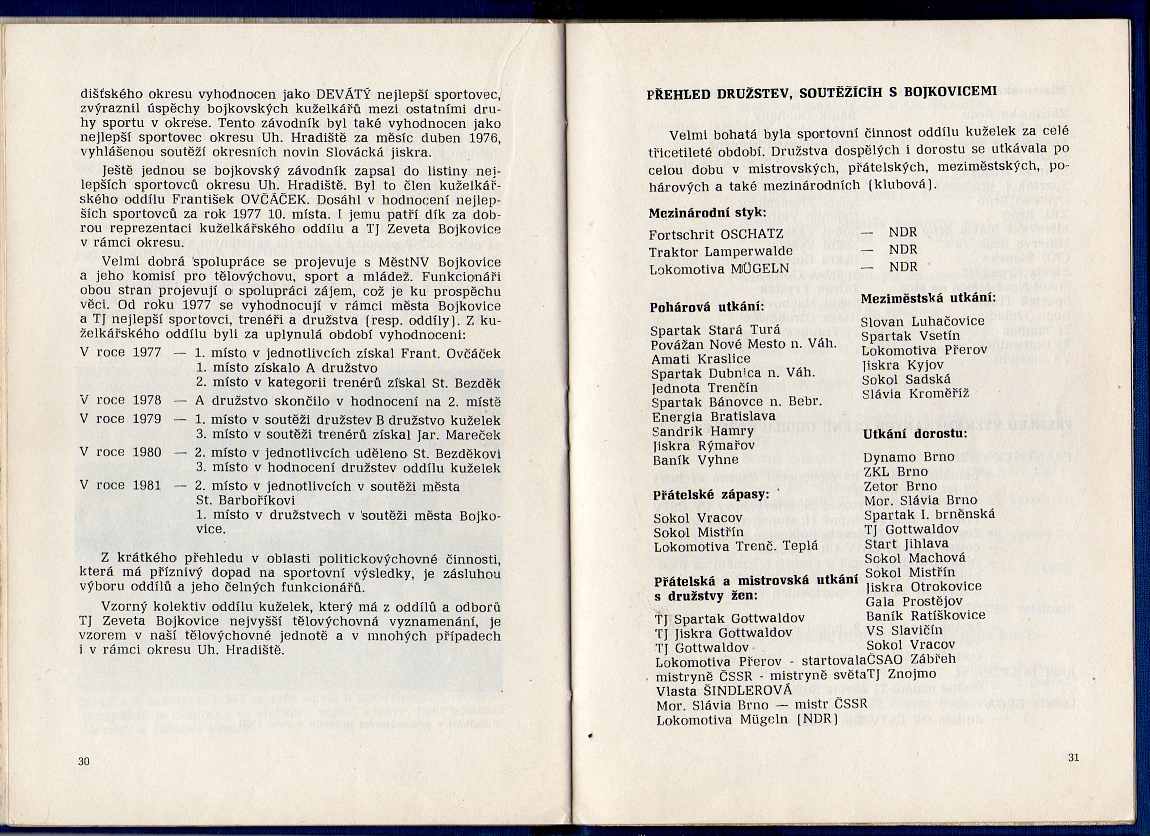 dišťského okresu vyhodnocen jako DEVÁTÝ nejlepší sportovec,
zvýraznil úspěchy bojkovských kuželkářů mezi ostatními dru-
hy sportu v okrese. Tento závodník byl také vyhodnocen jako
nejlepší sportovec okresu Uh. Hradiště za měsíc duben 1976,
vyhlášenou soutěží okresních novin Slovácká jiskra.
Ještě jednou se bojkovský závodník zapsal do listiny nej-
lepších sportovců okresu Uh. Hradiště. Byl to člen kuželkář-
ského oddílu František OVČÁČEK. Dosáhl v hodnocení nejlep-
ších sportovců za rok 1977 10. místa. I jemu patří dík za dob-
rou reprezentaci kuželkářského oddílu a TJ Zeveta Bojkovice
v rámci okresu.
Velmi dobrá spolupráce se projevuje s MěstNV Bojkovice
a jeho komisí pro tělovýchovu, sport a mládež. Funkcionáři
obou stran projevují o spolupráci zájem, což je ku prospěchu
věci. Od roku 1977 se vyhodnocují v rámci města Bojkovice
a TJ nejlepší sportovci, trenéři a družstva (resp. oddíly). Z ku-
želkářského oddílu byli za uplynulá období vyhodnoceni:
V roce 1977 — 1. místo v jednotlivcích získal Frant. Ovčáček
1. místo získalo A družstvo
2. místo v kategorii trenérů získal St. Bezděk
V roce 1978 — A družstvo skončilo v hodnocení na 2. místě
V roce 1979 — 1. místo v soutěži družstev B družstvo kuželek
3. místo v soutěži trenérů získal Jar. Mareček
V roce 1980 — 2. místo v jednotlivcích uděleno St. Bezděkovi
3. místo v hodnocení družstev oddílu kuželek
V roce 1981 — 2. místo v jednotlivcích v soutěži města
St. Barboříkovi
1. místo v družstvech v soutěži města Bojko-
vice.
Z krátkého přehledu v oblasti politickovýchovné činnosti,
která má příznivý dopad na sportovní výsledky, je zásluhou
výboru oddílů a jeho čelných funkcionářů.
Vzorný kolektiv oddílu kuželek, který má z oddílů a odborů
TJ Zeveta Bojkovice nejvyšší tělovýchovná vyznamenání, je
vzorem v naší tělovýchovné jednotě a v mnohých případech
i v rámci okresu Uh. Hradiště.
30
PŘEHLED DRUŽSTEV, SOUTĚŽÍCÍH S BOJKOVICEMI
Velmi bohatá byla sportovní činnost oddílu kuželek za celé
třicetileté období. Družstva dospělých i dorostu se utkávala po
celou dobu v mistrovských, přátelských, meziměstských, po-
hárových a také mezinárodních (klubová).
Mezinárodní styk:
Fortschrit OSCHATZ — NDR
Traktor Lamperwalde — NDR
Lokomotiva MÜGELN — NDR
Pohárová utkání:
Spartak Stará Turá
Považan Nové Mesto n. Váh.
Amati Kraslice
Spartak Dubnica n. Váh.
Jednota Trenčín
Spartak Bánovce n. Bebr.
Energia Bratislava
Sandrik Hamry
Jiskra Rýmařov
Baník Vyhne
Přátelské zápasy:
Sokol Vracov
Sokol Mistřín
Lokomotiva Trenč. Teplá
Přátelská a mistrovská utkání
s družstvy žen:
TJ Spartak Gottwaldov
TJ Jiskra Gottwaldov
TJ Gottwaldov
Lokomotiva Přerov - startovala
mistryně ČSSR - mistryně světa
Vlasta ŠINDLEROVÁ
Mor. Slávia Brno — mistr ČSSR
Lokomotiva Mügeln (NDR)
Meziměstská utkání:
Slovan Luhačovice
Spartak Vsetín
Lokomotiva Přerov
Jiskra Kyjov
Sokol Sadská
Slávia Kroměříž
Utkání dorostu:
Dynamo Brno
ZKL Brno
Zetor Brno
Mor. Slávia Brno
Spartak I. brněnská
TJ Gottwaldov
Start Jihlava
Sokol Machová
Sokol Mistřín
Jiskra Otrokovice
Gala Prostějov
Baník Ratíškovice
VS Slavičín
Sokol Vracov
ČSAO Zábřeh
TJ Znojmo
31